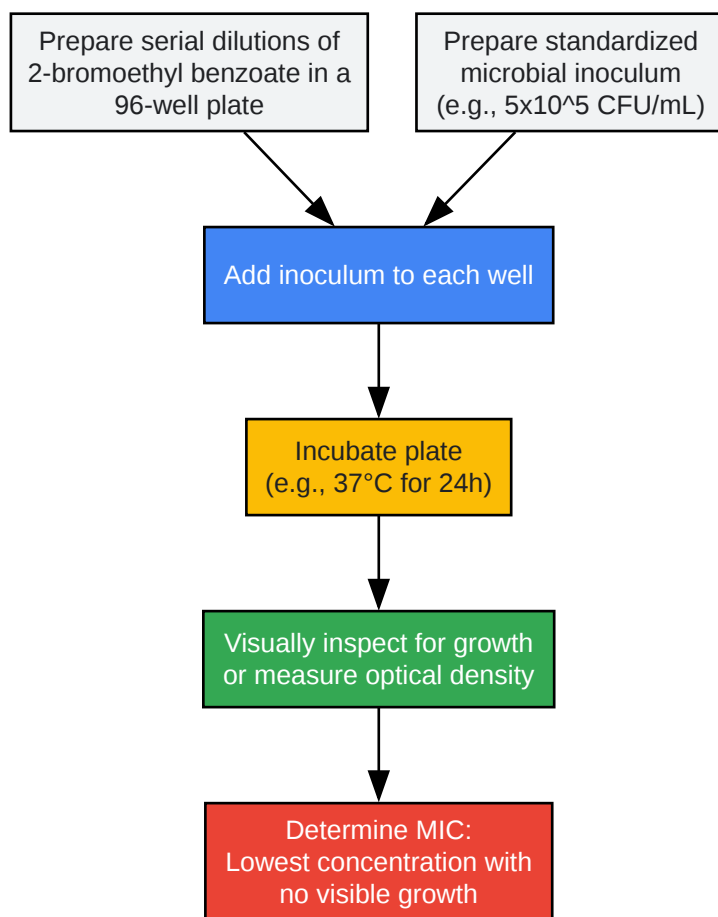 Prepare serial dilutions of
2-bromoethyl benzoate in a
96-well plate
Prepare standardized
microbial inoculum
(e.g., 5x10^5 CFU/mL)
Add inoculum to each well
Incubate plate
(e.g., 37°C for 24h)
Visually inspect for growth
or measure optical density
Determine MIC:
Lowest concentration with
no visible growth